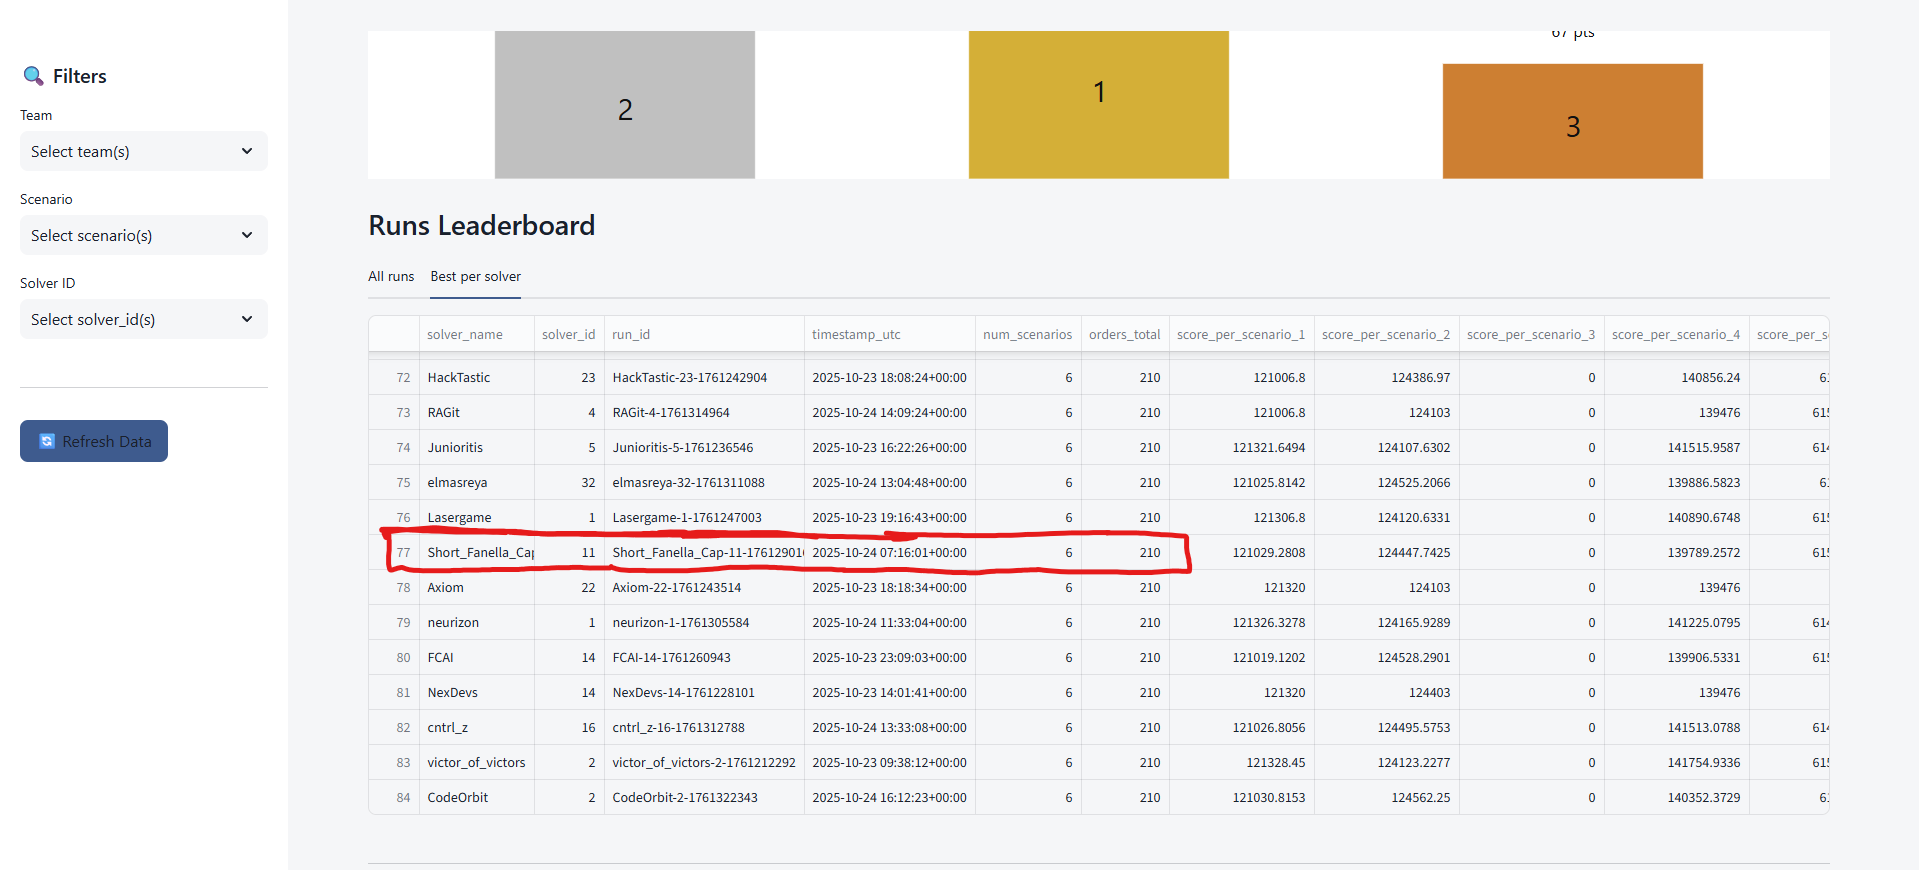 67 pts
2
1
3
🔍 Filters
Team
Select team(s)
Scenario
Select scenario(s)
Solver ID
Select solver_id(s)
Refresh Data
Runs Leaderboard
All runs Best per solver
solver_name solver_id run_id timestamp_utc num_scenarios orders_total score_per_scenario_1 score_per_scenario_2 score_per_scenario_3 score_per_scenario_4 score_per_s
72 HackTastic 23 HackTastic-23-1761242904 2025-10-23 18:08:24+00:00 6 210 121006.8 124386.97 0 140856.24 61
73 RAGit 4 RAGit-4-1761314964 2025-10-24 14:09:24+00:00 6 210 121006.8 124103 0 139476 615
74 Junioritis 5 Junioritis-5-1761236546 2025-10-23 16:22:26+00:00 6 210 121321.6494 124107.6302 0 141515.9587 614
75 elmasreya 32 elmasreya-32-1761311088 2025-10-24 13:04:48+00:00 6 210 121025.8142 124525.2066 0 139886.5823 61
76 Lasergame 1 Lasergame-1-1761247003 2025-10-23 19:16:43+00:00 6 210 121306.8 124120.6331 0 140890.6748 615
77 Short_Fanella_Cap 11 Short_Fanella_Cap-11-17612901 2025-10-24 07:16:01+00:00 6 210 121029.2808 124447.7425 0 139789.2572 615
78 Axiom 22 Axiom-22-1761243514 2025-10-23 18:18:34+00:00 6 210 121320 124103 0 139476
79 neurizon 1 neurizon-1-1761305584 2025-10-24 11:33:04+00:00 6 210 121326.3278 124165.9289 0 141225.0795 614
80 FCAI 14 FCAI-14-1761260943 2025-10-23 23:09:03+00:00 6 210 121019.1202 124528.2901 0 139906.5331 615
81 NexDevs 14 NexDevs-14-1761228101 2025-10-23 14:01:41+00:00 6 210 121320 124403 0 139476
82 cntrl_z 16 cntrl_z-16-1761312788 2025-10-24 13:33:08+00:00 6 210 121026.8056 124495.5753 0 141513.0788 614
83 victor_of_victors 2 victor_of_victors-2-1761212292 2025-10-23 09:38:12+00:00 6 210 121328.45 124123.2277 0 141754.9336 615
84 CodeOrbit 2 CodeOrbit-2-1761322343 2025-10-24 16:12:23+00:00 6 210 121030.8153 124562.25 0 140352.3729 61